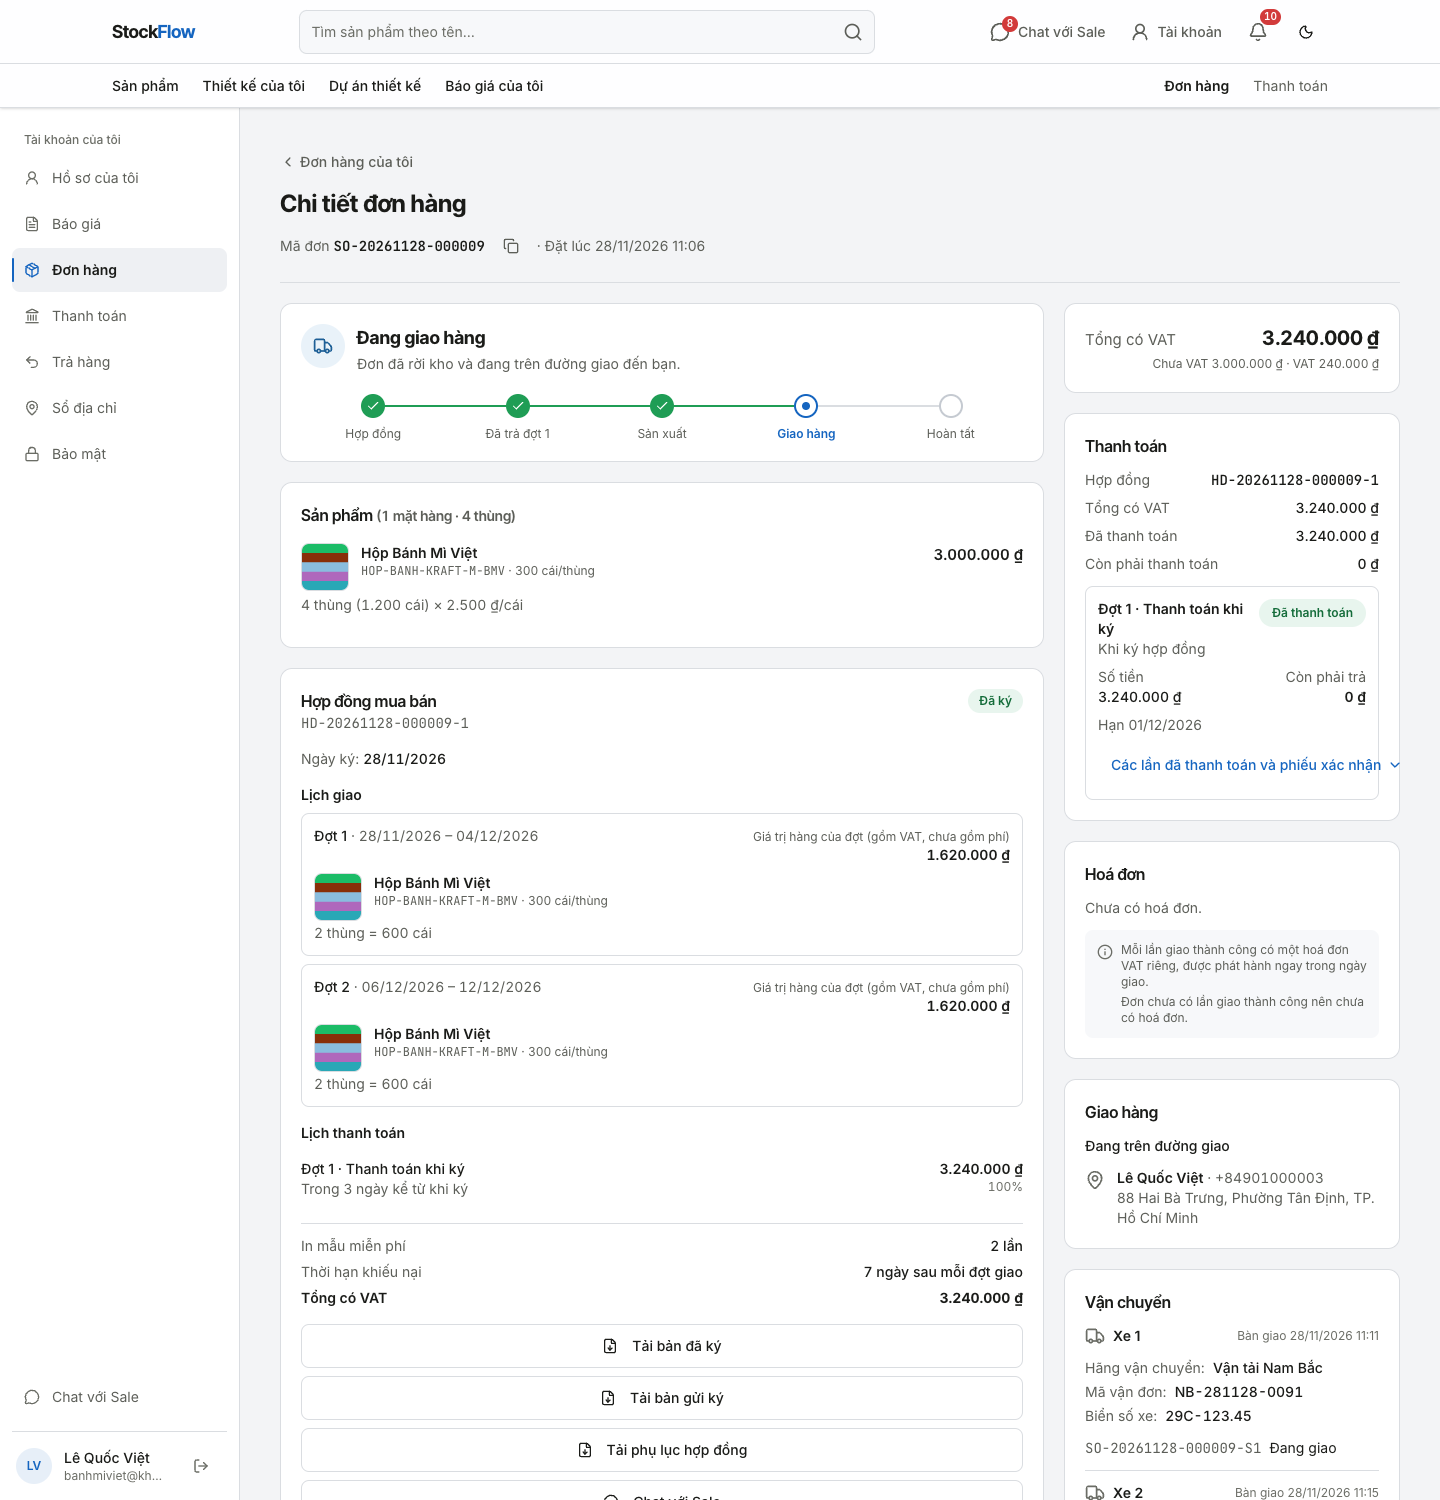 StockFlow
Tìm sản phẩm theo tên...
8
Chat với Sale
Tài khoản
10
Sản phẩm
Thiết kế của tôi
Dự án thiết kế
Báo giá của tôi
Đơn hàng
Thanh toán
Tài khoản của tôi
Hồ sơ của tôi
Báo giá
Đơn hàng
Thanh toán
Trả hàng
Sổ địa chỉ
Bảo mật
Chat với Sale
LV
Lê Quốc Việt
banhmiviet@kh...
Đơn hàng của tôi
Chi tiết đơn hàng
Mã đơn SO-20261128-000009 · Đặt lúc 28/11/2026 11:06
Đang giao hàng
Đơn đã rời kho và đang trên đường giao đến bạn.
Hợp đồng
Đã trả đợt 1
Sản xuất
Giao hàng
Hoàn tất
Sản phẩm (1 mặt hàng · 4 thùng)
Hộp Bánh Mì Việt
3.000.000 ₫
HOP-BANH-KRAFT-M-BMV · 300 cái/thùng
4 thùng (1.200 cái) × 2.500 ₫/cái
Hợp đồng mua bán
Đã ký
HD-20261128-000009-1
Ngày ký: 28/11/2026
Lịch giao
Đợt 1 · 28/11/2026 – 04/12/2026
Giá trị hàng của đợt (gồm VAT, chưa gồm phí)
1.620.000 ₫
Hộp Bánh Mì Việt
HOP-BANH-KRAFT-M-BMV · 300 cái/thùng
2 thùng = 600 cái
Đợt 2 · 06/12/2026 – 12/12/2026
Giá trị hàng của đợt (gồm VAT, chưa gồm phí)
1.620.000 ₫
Hộp Bánh Mì Việt
HOP-BANH-KRAFT-M-BMV · 300 cái/thùng
2 thùng = 600 cái
Lịch thanh toán
Đợt 1 · Thanh toán khi ký
3.240.000 ₫
Trong 3 ngày kể từ khi ký
100%
In mẫu miễn phí
2 lần
Thời hạn khiếu nại
7 ngày sau mỗi đợt giao
Tổng có VAT
3.240.000 ₫
Tải bản đã ký
Tải bản gửi ký
Tải phụ lục hợp đồng
Chat với Sale
Tổng có VAT
3.240.000 ₫
Chưa VAT 3.000.000 ₫ · VAT 240.000 ₫
Thanh toán
Hợp đồng
HD-20261128-000009-1
Tổng có VAT
3.240.000 ₫
Đã thanh toán
3.240.000 ₫
Còn phải thanh toán
0 ₫
Đợt 1 · Thanh toán khi
ký
Đã thanh toán
Khi ký hợp đồng
Số tiền
Còn phải trả
3.240.000 ₫
0 ₫
Hạn 01/12/2026
Các lần đã thanh toán và phiếu xác nhận
Hoá đơn
Chưa có hoá đơn.
Mỗi lần giao thành công có một hoá đơn
VAT riêng, được phát hành ngay trong ngày
giao.
Đơn chưa có lần giao thành công nên chưa
có hoá đơn.
Giao hàng
Đang trên đường giao
Lê Quốc Việt · +84901000003
88 Hai Bà Trưng, Phường Tân Định, TP.
Hồ Chí Minh
Vận chuyển
Xe 1
Bàn giao 28/11/2026 11:11
Hãng vận chuyển: Vận tải Nam Bắc
Mã vận đơn: NB-281128-0091
Biển số xe: 29C-123.45
SO-20261128-000009-S1 Đang giao
Xe 2
Bàn giao 28/11/2026 11:15